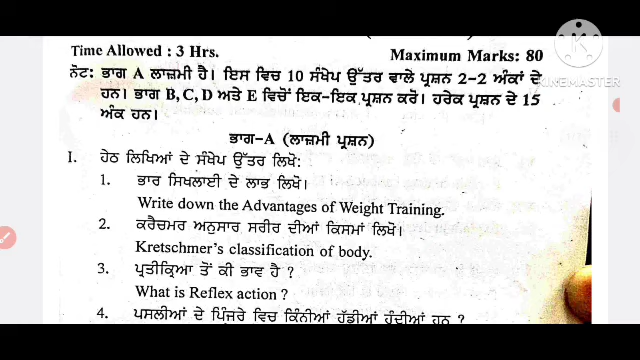 Time Allowed : 3 Hrs. Maximum Marks: 80
ਨੋਟ: ਭਾਗ A ਲਾਜ਼ਮੀ ਹੈ। ਇਸ ਵਿਚ 10 ਸੰਖੇਪ ਉੱਤਰ ਵਾਲੇ ਪ੍ਰਸ਼ਨ 2-2 ਅੰਕਾਂ ਦੇ
ਹਨ। ਭਾਗ B, C, D ਅਤੇ E ਵਿਚੋਂ ਇਕ-ਇਕ ਪ੍ਰਸ਼ਨ ਕਰੋ। ਹਰੇਕ ਪ੍ਰਸ਼ਨ ਦੇ 15
ਅੰਕ ਹਨ।
ਭਾਗ-A (ਲਾਜ਼ਮੀ ਪ੍ਰਸ਼ਨ)
I. ਹੇਠ ਲਿਖਿਆਂ ਦੇ ਸੰਖੇਪ ਉੱਤਰ ਲਿਖੋ:
1. ਭਾਰ ਸਿਖਲਾਈ ਦੇ ਲਾਭ ਲਿਖੋ।
Write down the Advantages of Weight Training.
2. ਕਰੈਚਮਰ ਅਨੁਸਾਰ ਸਰੀਰ ਦੀਆਂ ਕਿਸਮਾਂ ਲਿਖੋ।
Kretschmer's classification of body.
3. ਪ੍ਰਤੀਕ੍ਰਿਆ ਤੋਂ ਕੀ ਭਾਵ ਹੈ ?
What is Reflex action ?
4. ਪਸਲੀਆਂ ਦੇ ਪਿੰਜਰੇ ਵਿਚ ਕਿੰਨੀਆਂ ਹੱਡੀਆਂ ਹੁੰਦੀਆਂ ਹਨ ?
KINEMASTER